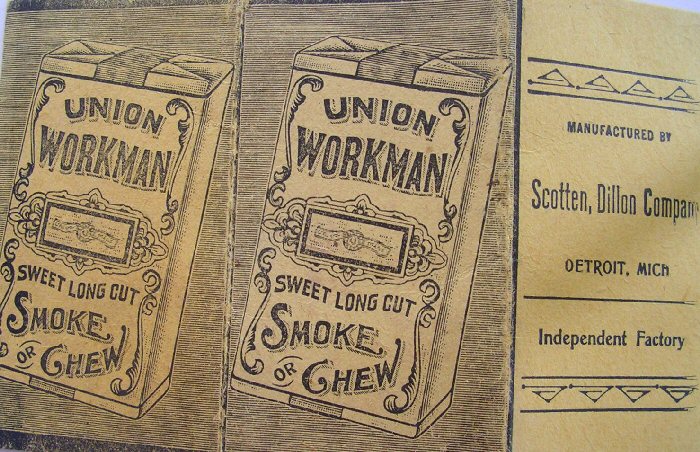 UNION
WORKMAN
SWEET LONG CUT
SMOKE
OR CHEW
UNION
WORKMAN
SWEET LONG CUT
SMOKE
OR CHEW
MANUFACTURED BY
Scotten, Dillon Company
DETROIT, MICH
Independent Factory